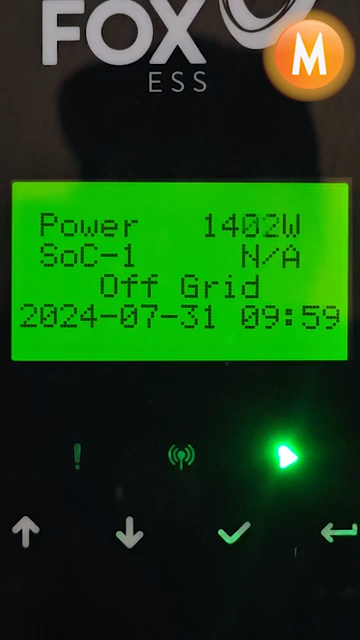 FOX
ESS
M
Power 1402W
SoC-1 N/A
Off Grid
2024-07-31 09:59